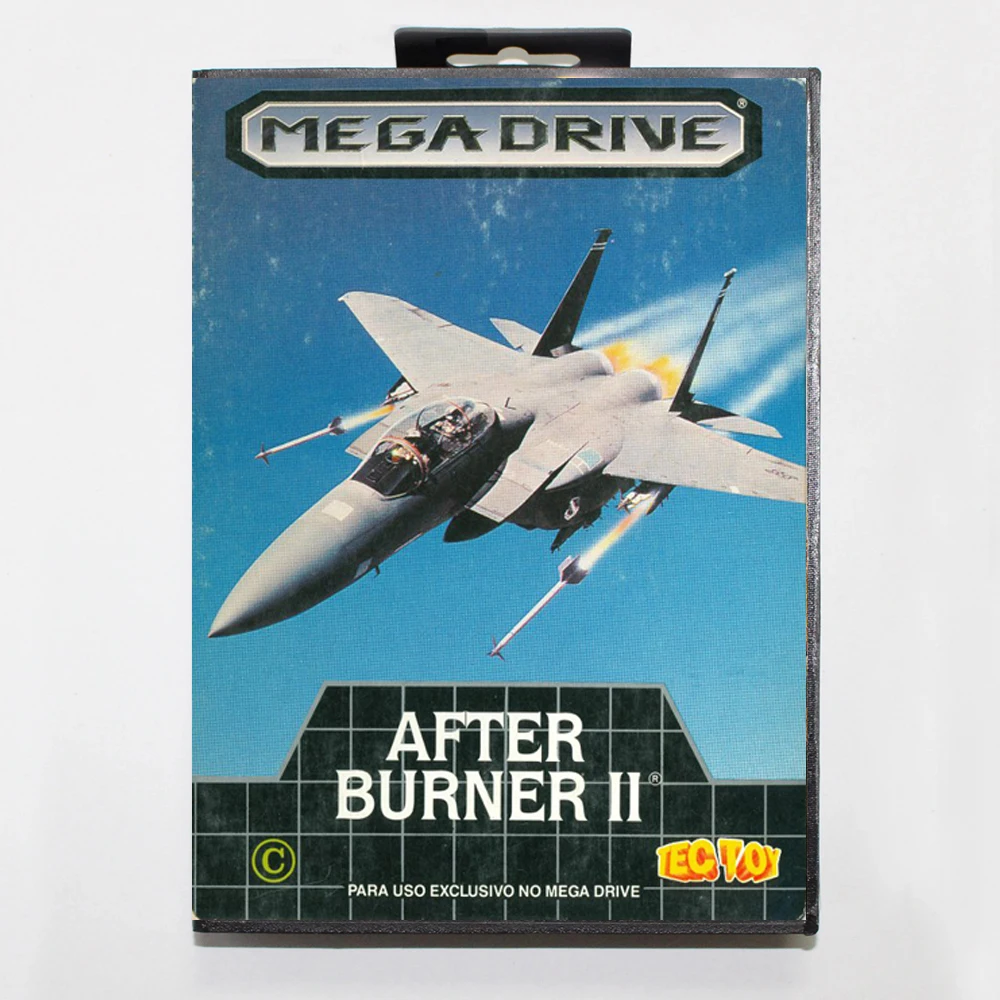 MEGA DRIVE®
AFTER
BURNER II®
C
TEC TOY
PARA USO EXCLUSIVO NO MEGA DRIVE